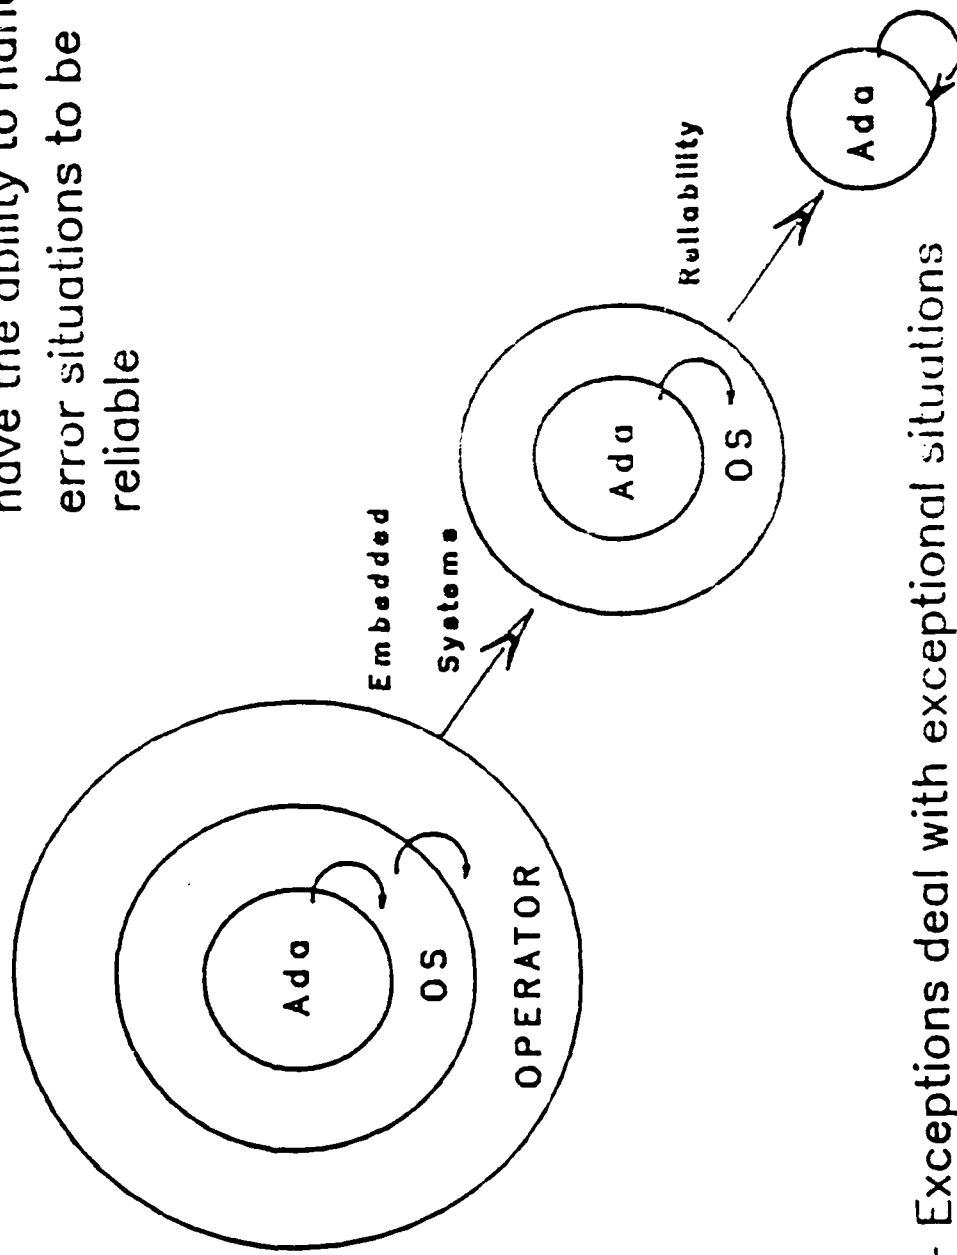 have the ability to
error situations to be
reliable
Embedded
Systems
Ada
OS
OPERATOR
Ada
OS
Reliability
Ada
- Exceptions deal with exceptional situations